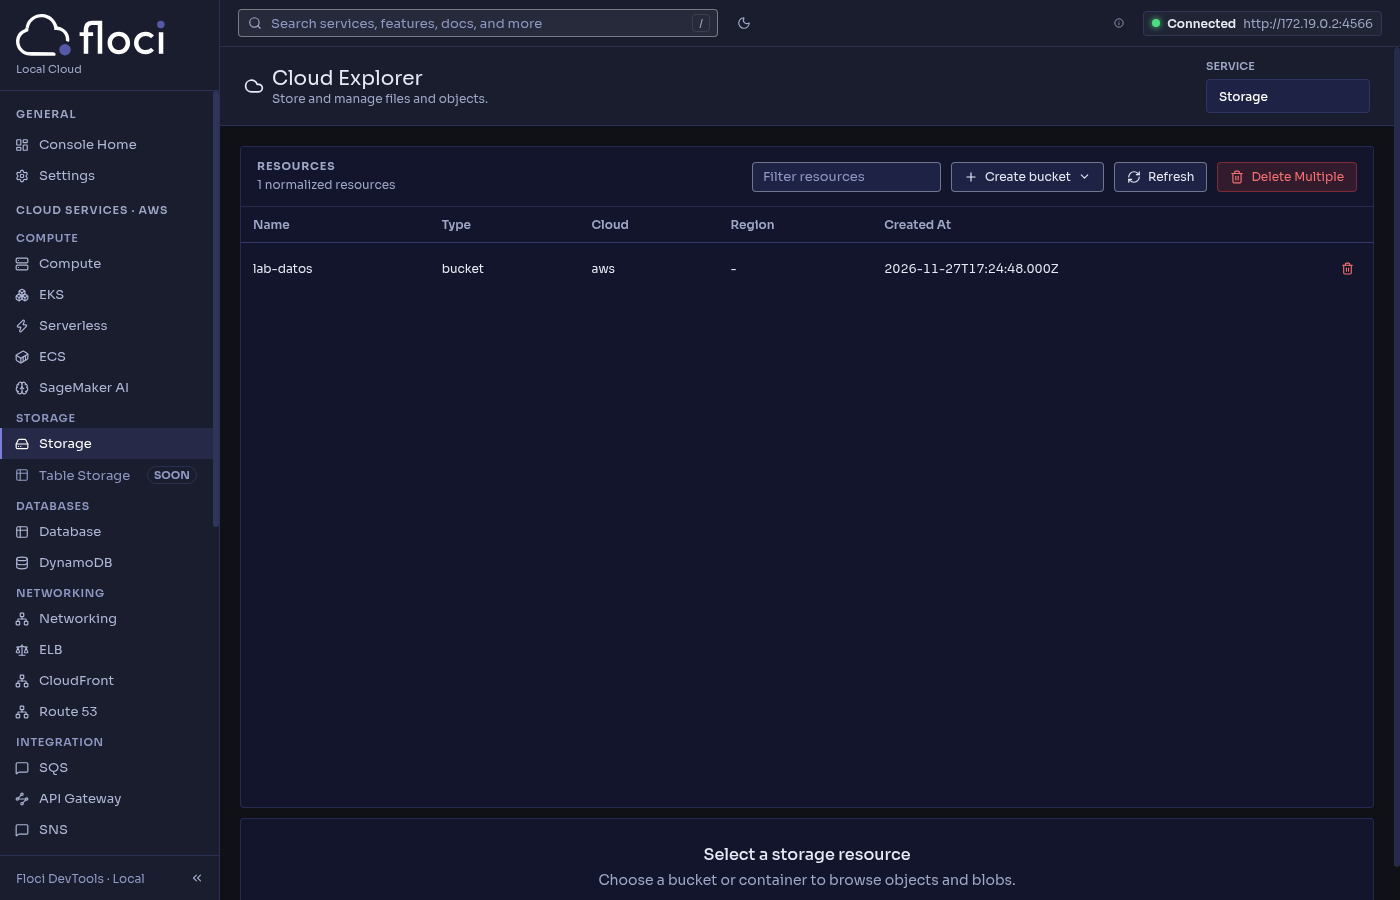 floci
Local Cloud
Search services, features, docs, and more
/
Connected http://172.19.0.2:4566
GENERAL
Console Home
Settings
CLOUD SERVICES · AWS
COMPUTE
Compute
EKS
Serverless
ECS
SageMaker AI
STORAGE
Storage
Table Storage SOON
DATABASES
Database
DynamoDB
NETWORKING
Networking
ELB
CloudFront
Route 53
INTEGRATION
SQS
API Gateway
SNS
Floci DevTools · Local
Cloud Explorer
Store and manage files and objects.
SERVICE
Storage
RESOURCES
1 normalized resources
Filter resources
Create bucket
Refresh
Delete Multiple
Name Type Cloud Region Created At
lab-datos bucket aws - 2026-11-27T17:24:48.000Z
Select a storage resource
Choose a bucket or container to browse objects and blobs.